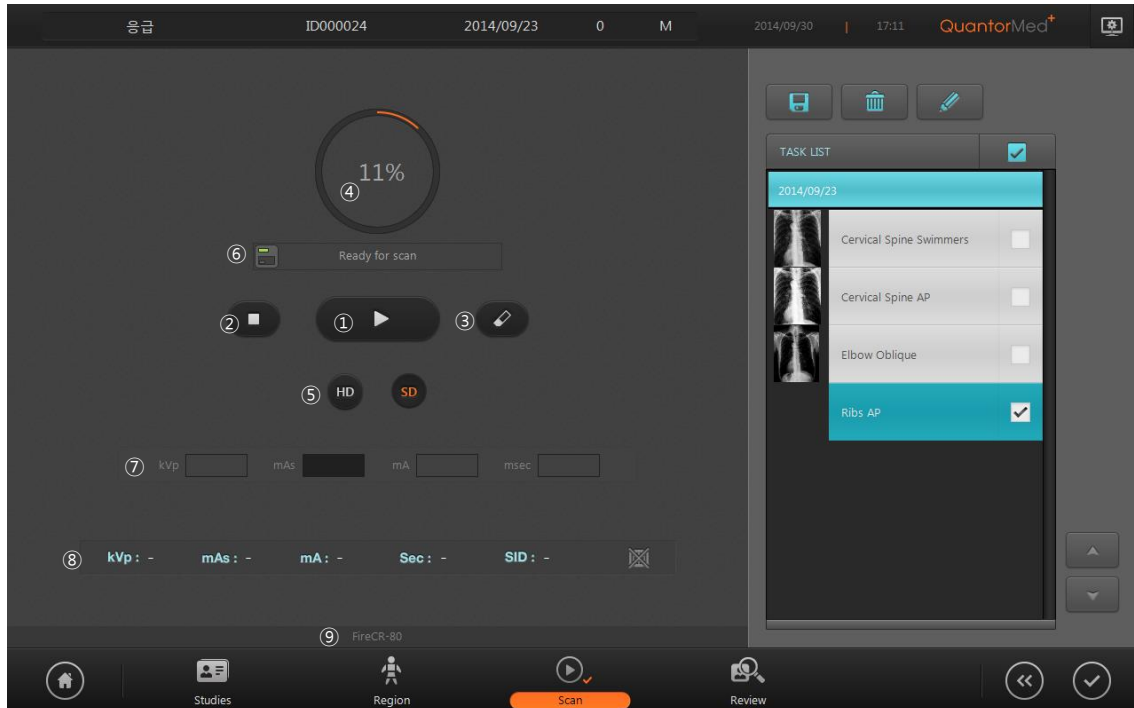 응급 ID000024 2014/09/23 0 M 2014/09/30 | 17:11 QuantorMed+
11%
④
⑥ Ready for scan
② ① ③
⑤ HD SD
⑦ kVp mAs mA msec
⑧ kVp : - mAs : - mA : - Sec : - SID : -
⑨ FireCR-80
TASK LIST
2014/09/23
Cervical Spine Swimmers
Cervical Spine AP
Elbow Oblique
Ribs AP
Studies Region Scan Review